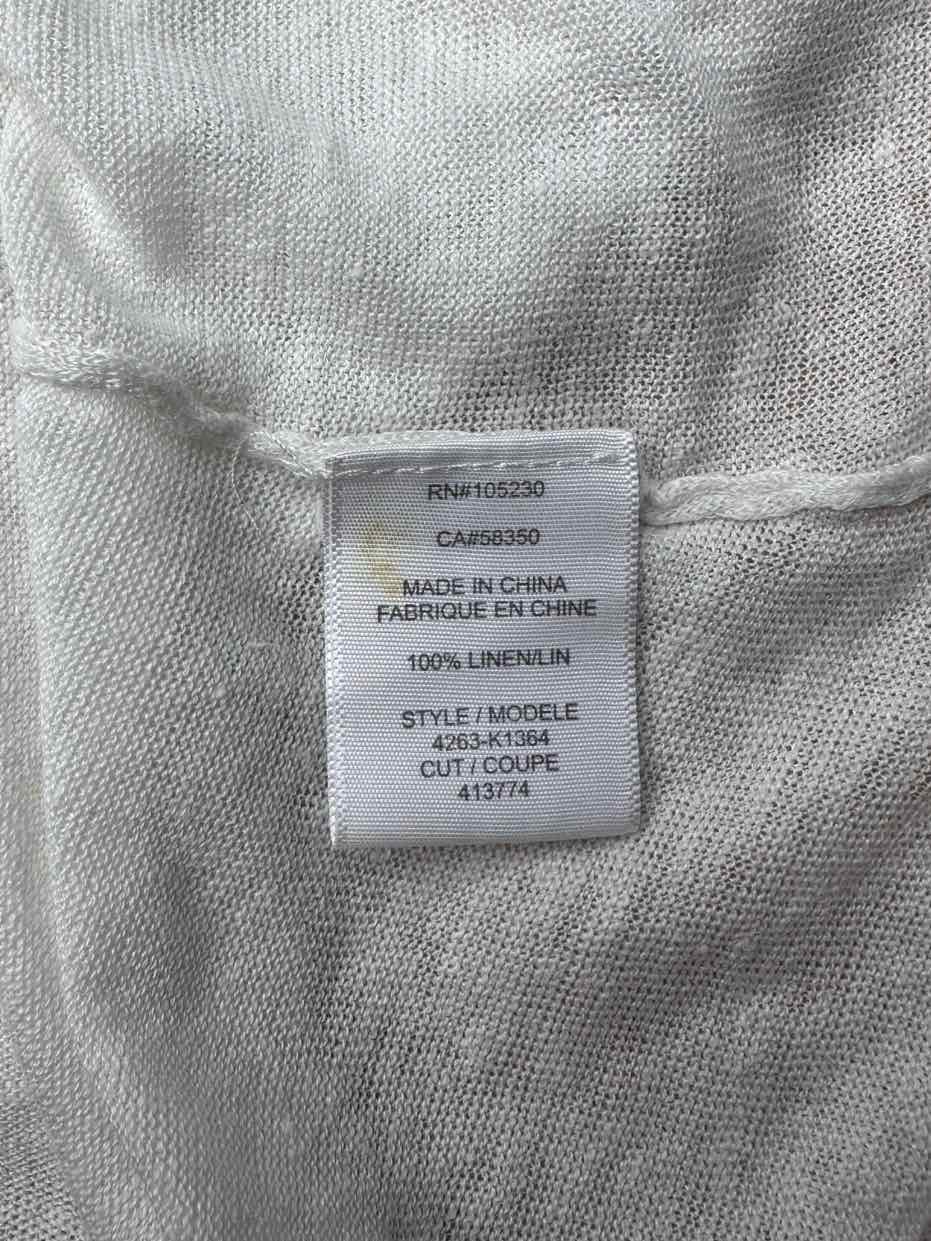 RN#105230
CA#58350
MADE IN CHINA
FABRIQUE EN CHINE
100% LINEN/LIN
STYLE / MODELE
4263-K1364
CUT / COUPE
413774